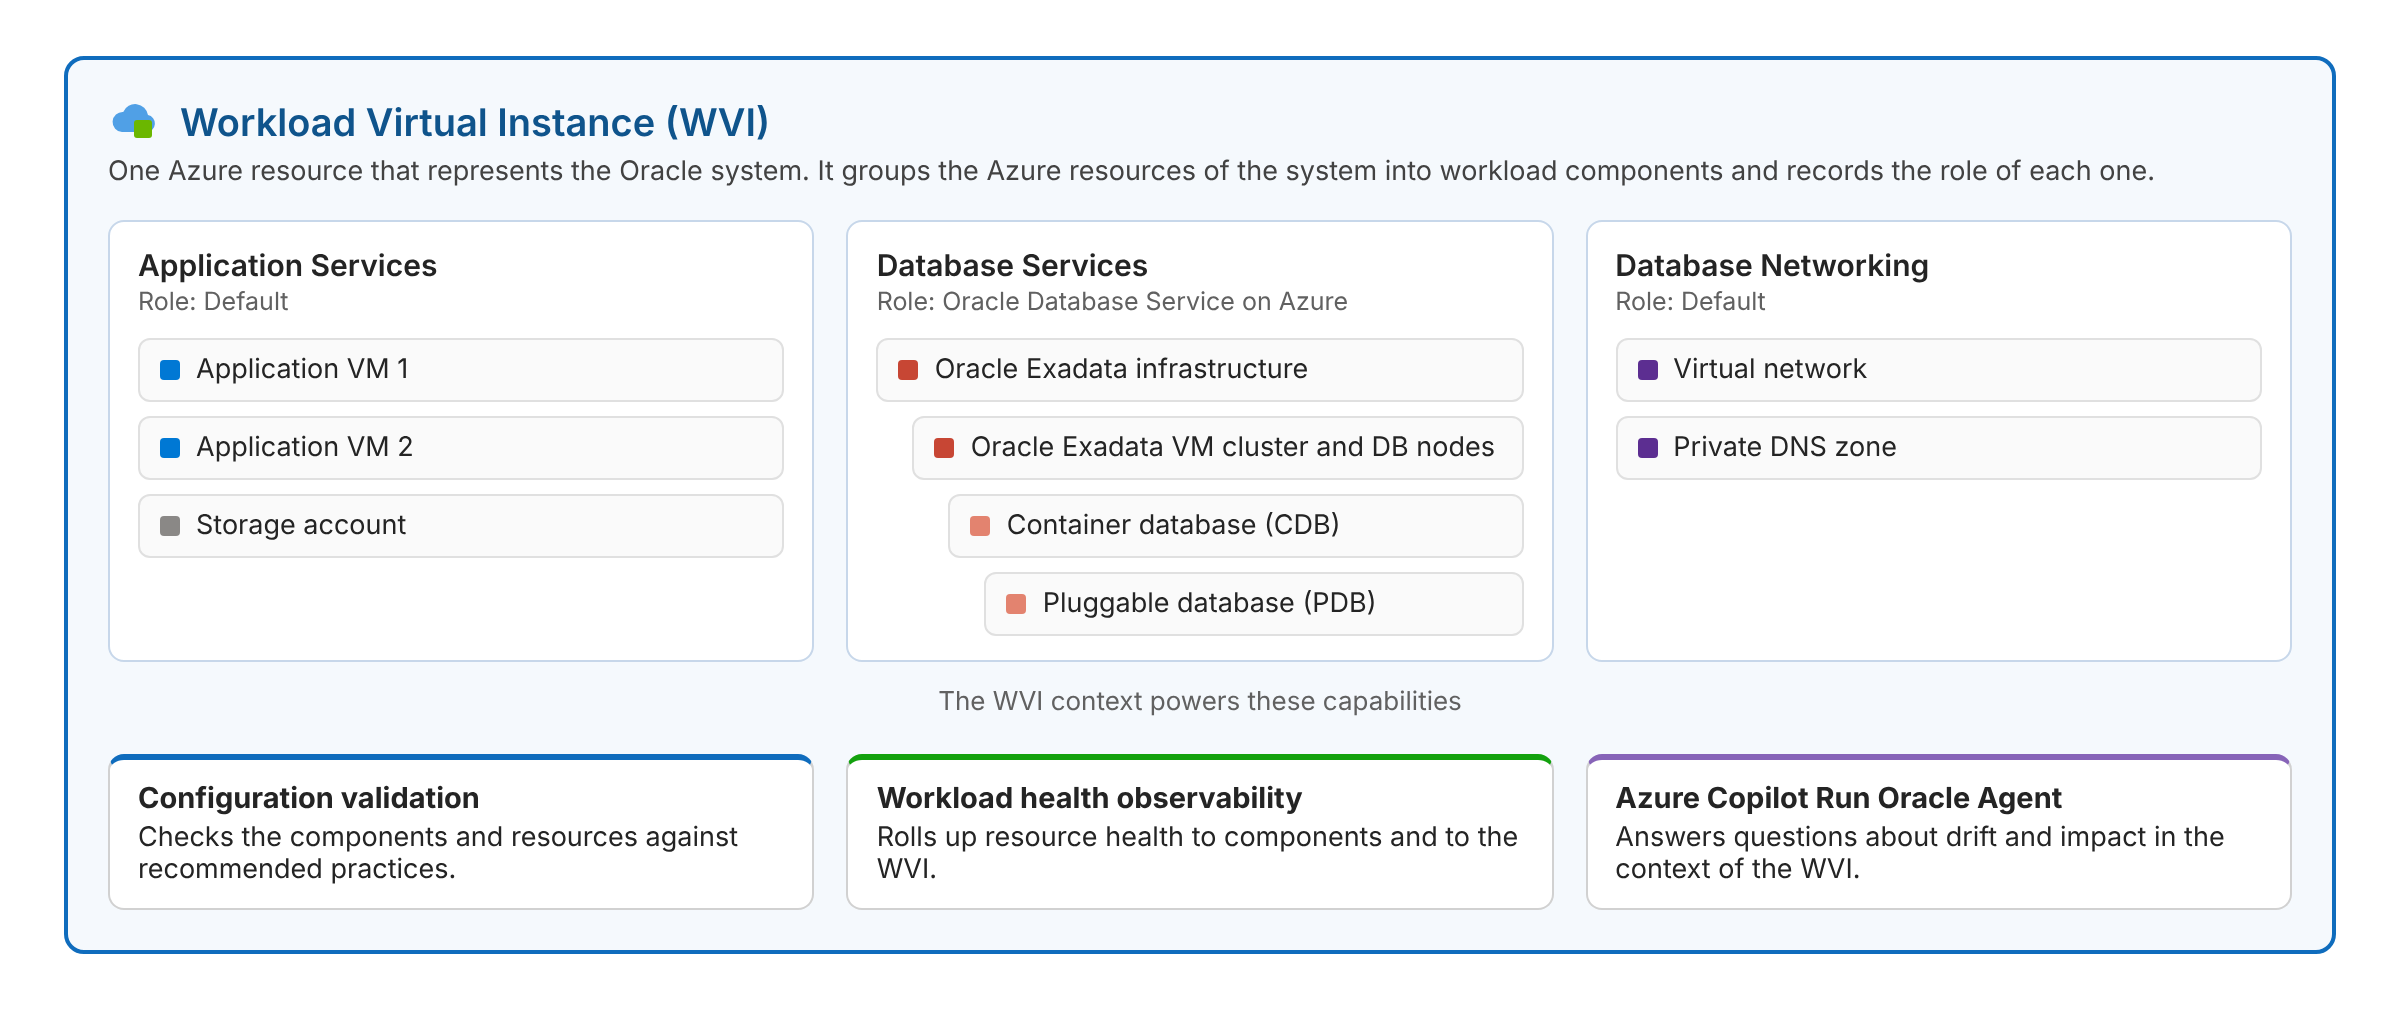 Workload Virtual Instance (WVI)
One Azure resource that represents the Oracle system. It groups the Azure resources of the system into workload components and records the role of each one.
Application Services
Role: Default
Application VM 1
Application VM 2
Storage account
Database Services
Role: Oracle Database Service on Azure
Oracle Exadata infrastructure
Oracle Exadata VM cluster and DB nodes
Container database (CDB)
Pluggable database (PDB)
Database Networking
Role: Default
Virtual network
Private DNS zone
The WVI context powers these capabilities
Configuration validation
Checks the components and resources against
recommended practices.
Workload health observability
Rolls up resource health to components and to the
WVI.
Azure Copilot Run Oracle Agent
Answers questions about drift and impact in the
context of the WVI.